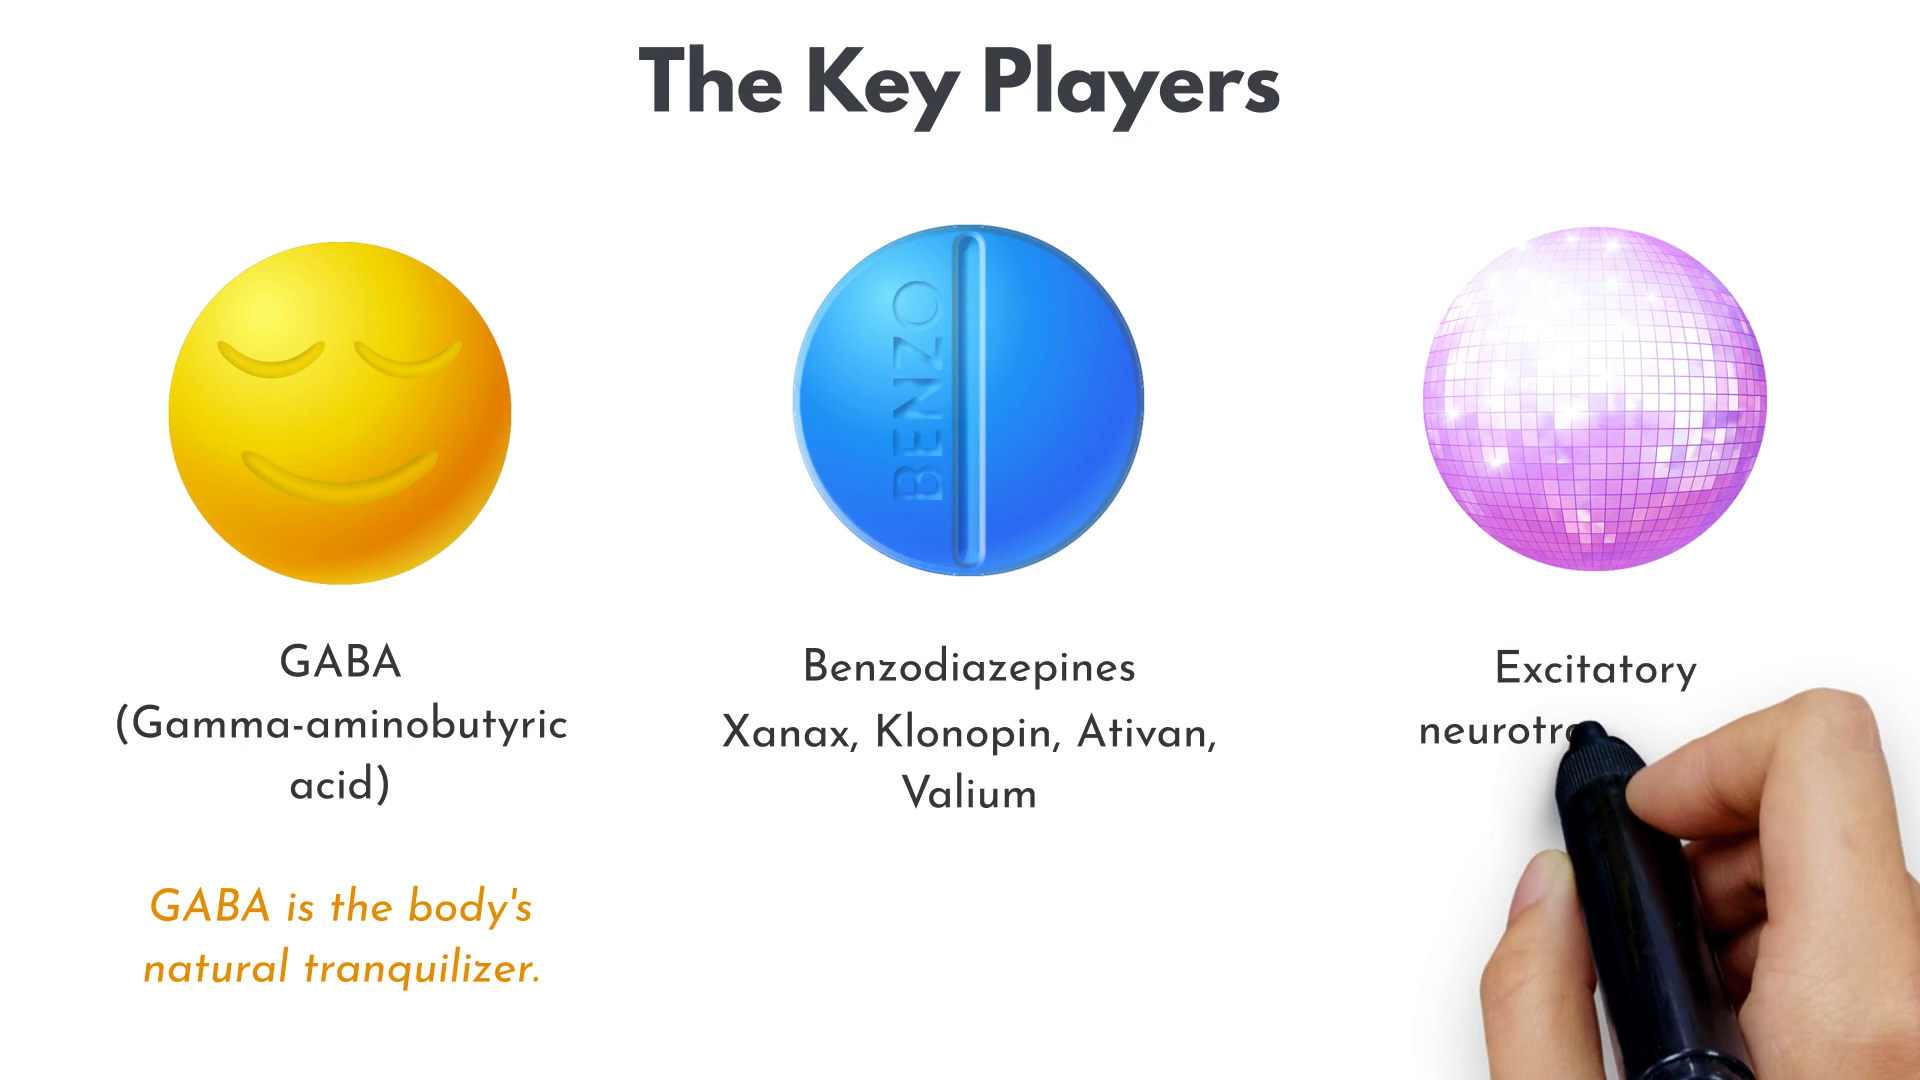 The Key Players
BENZO
GABA
(Gamma-aminobutyric
acid)
GABA is the body's
natural tranquilizer.
Benzodiazepines
Xanax, Klonopin, Ativan,
Valium
Excitatory